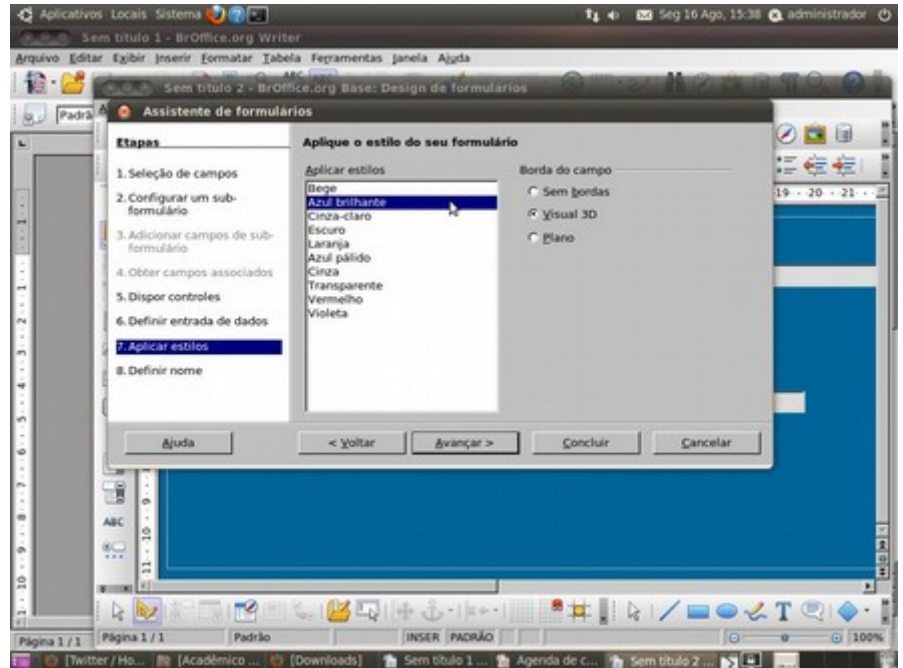 Aplicativos Locais Sistema Seg 16 Ago, 15:38 administrador
Sem título 1 - BrOffice.org Writer
Arquivo Editar Exibir Inserir Formatar Tabela Ferramentas Janela Ajuda
Sem título 2 - BrOffice.org Base: Design de formulários
Assistente de formulários
Etapas
1. Seleção de campos
2. Configurar um sub-
formulário
3. Adicionar campos de sub-
formulário
4. Obter campos associados
5. Dispor controles
6. Definir entrada de dados
7. Aplicar estilos
8. Definir nome
Aplique o estilo do seu formulário
Aplicar estilos
Bege
Azul brilhante
Cinza-claro
Escuro
Laranja
Azul pálido
Cinza
Transparente
Vermelho
Violeta
Borda do campo
Sem bordas
Visual 3D
Plano
Ajuda < Voltar Avançar > Concluir Cancelar
19 · 20 · 21
ABC
Página 1 / 1 Padrão INSER PADRÃO 100%
Página 1 / 1
[Twitter / Ho... [Acadêmico ... [Downloads] Sem título 1 ... Agenda de c... Sem título 2 ...